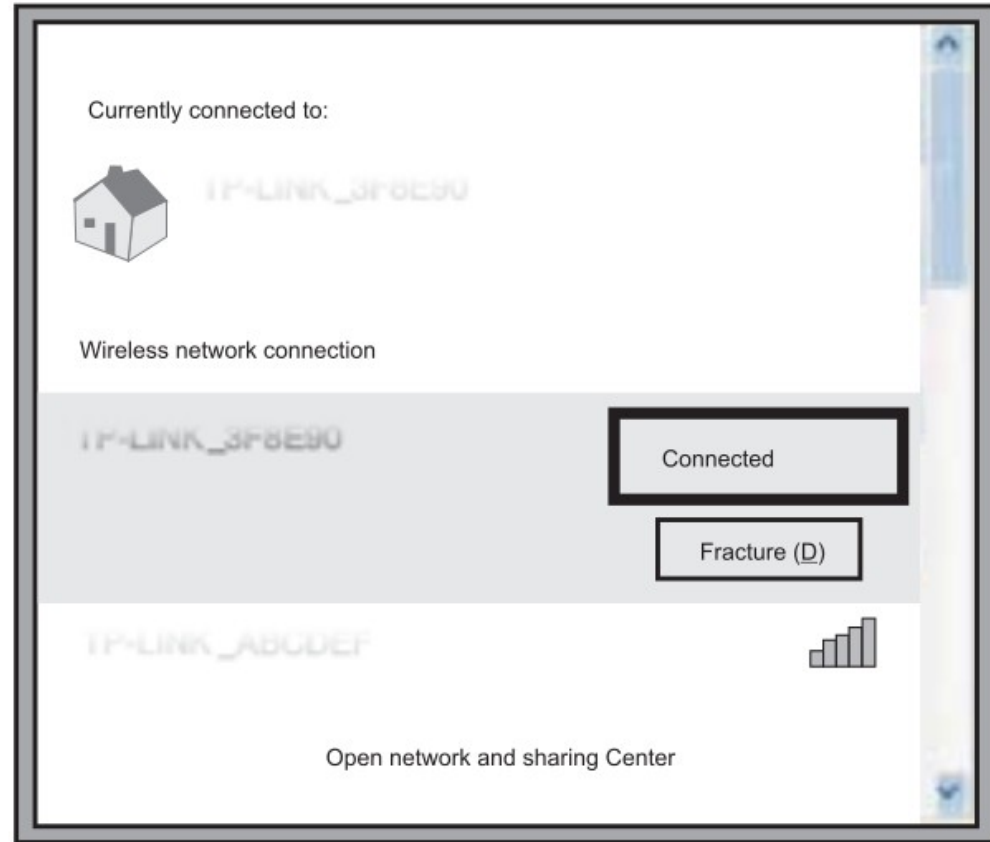 Currently connected to:
TP-LINK_3F8E90
Wireless network connection
TP-LINK_3F8E90
Connected
Fracture (D)
TP-LINK_ABCDEF
Open network and sharing Center